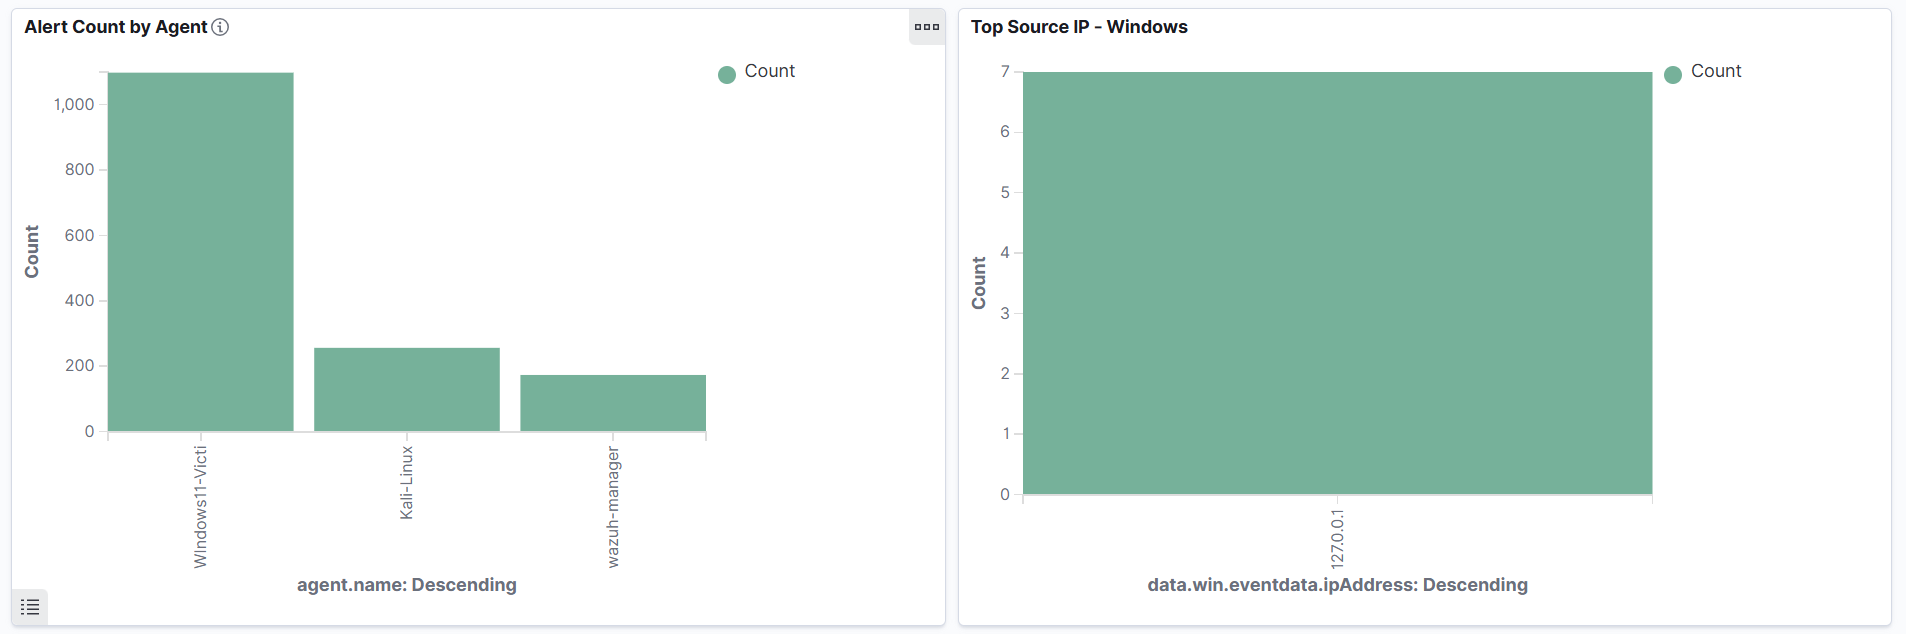 Alert Count by Agent
Count
1,000
800
600
400
200
0
Count
WIndows11-Victi
Kali-Linux
wazuh-manager
agent.name: Descending
Top Source IP - Windows
Count
7
6
5
4
3
2
1
0
Count
127.0.0.1
data.win.eventdata.ipAddress: Descending